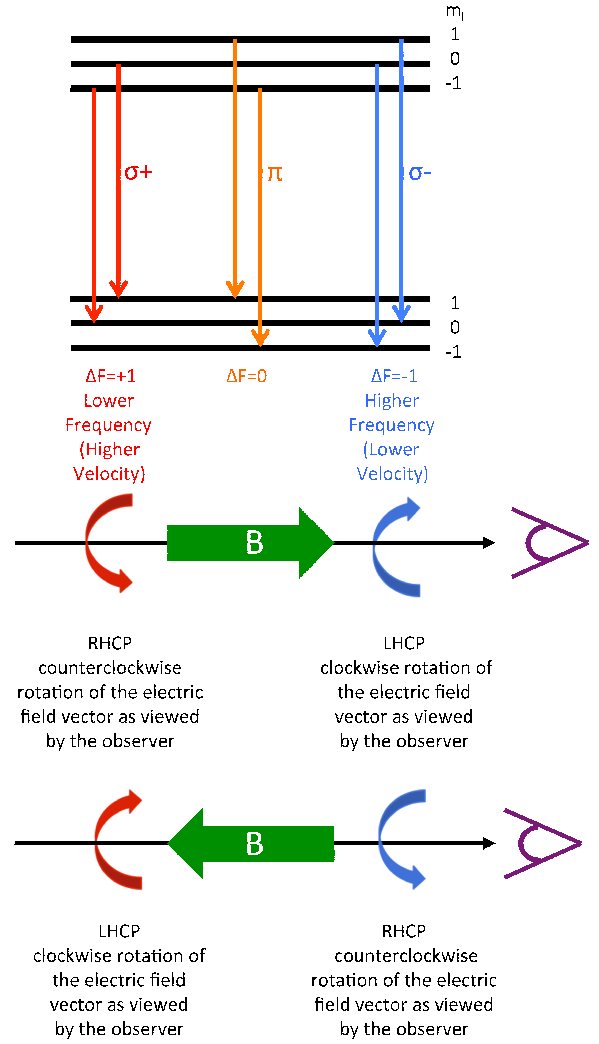 mI
1
0
-1
σ+
π
σ-
1
0
-1
ΔF=+1
Lower
Frequency
(Higher
Velocity)
ΔF=0
ΔF=-1
Higher
Frequency
(Lower
Velocity)
B
RHCP
counterclockwise
rotation of the electric
field vector as viewed
by the observer
LHCP
clockwise rotation of
the electric field
vector as viewed
by the observer
B
LHCP
clockwise rotation of
the electric field
vector as viewed
by the observer
RHCP
counterclockwise
rotation of the electric
field vector as viewed
by the observer